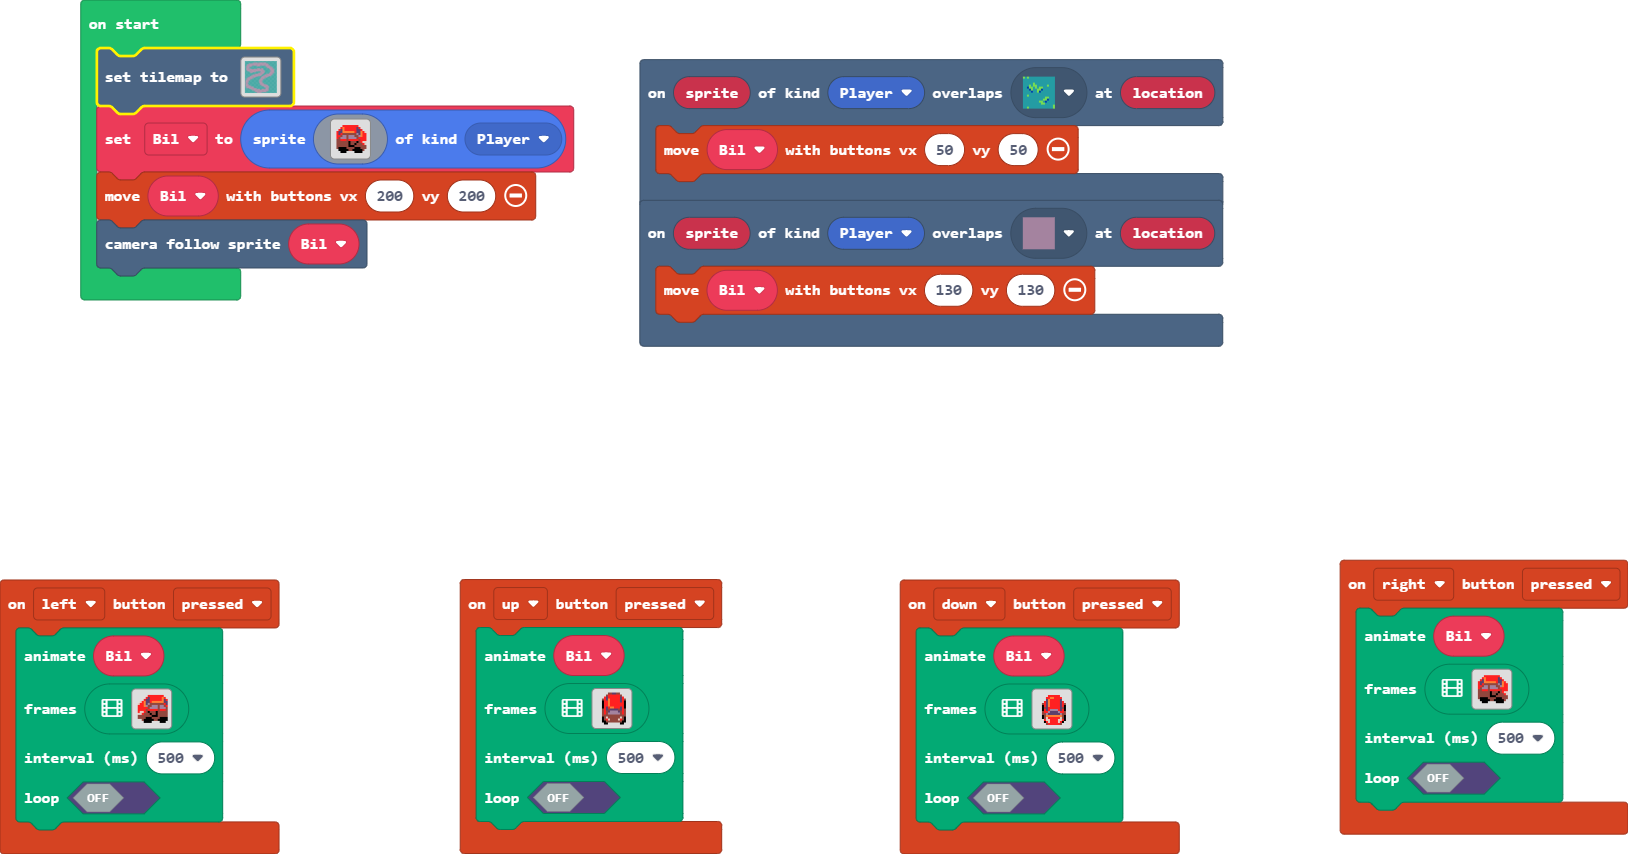 on start
set tilemap to
set Bil to sprite of kind Player
move Bil with buttons vx 200 vy 200
camera follow sprite Bil
on sprite of kind Player overlaps at location
move Bil with buttons vx 50 vy 50
on sprite of kind Player overlaps at location
move Bil with buttons vx 130 vy 130
on left button pressed
animate Bil
frames
interval (ms) 500
loop OFF
on up button pressed
animate Bil
frames
interval (ms) 500
loop OFF
on down button pressed
animate Bil
frames
interval (ms) 500
loop OFF
on right button pressed
animate Bil
frames
interval (ms) 500
loop OFF